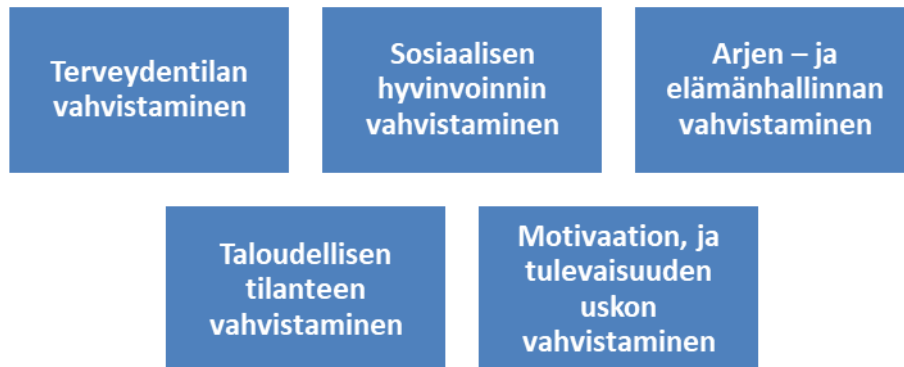 Terveydentilan
vahvistaminen
Sosiaalisen
hyvinvoinnin
vahvistaminen
Arjen – ja
elämänhallinnan
vahvistaminen
Taloudellisen
tilanteen
vahvistaminen
Motivaation, ja
tulevaisuuden
uskon
vahvistaminen